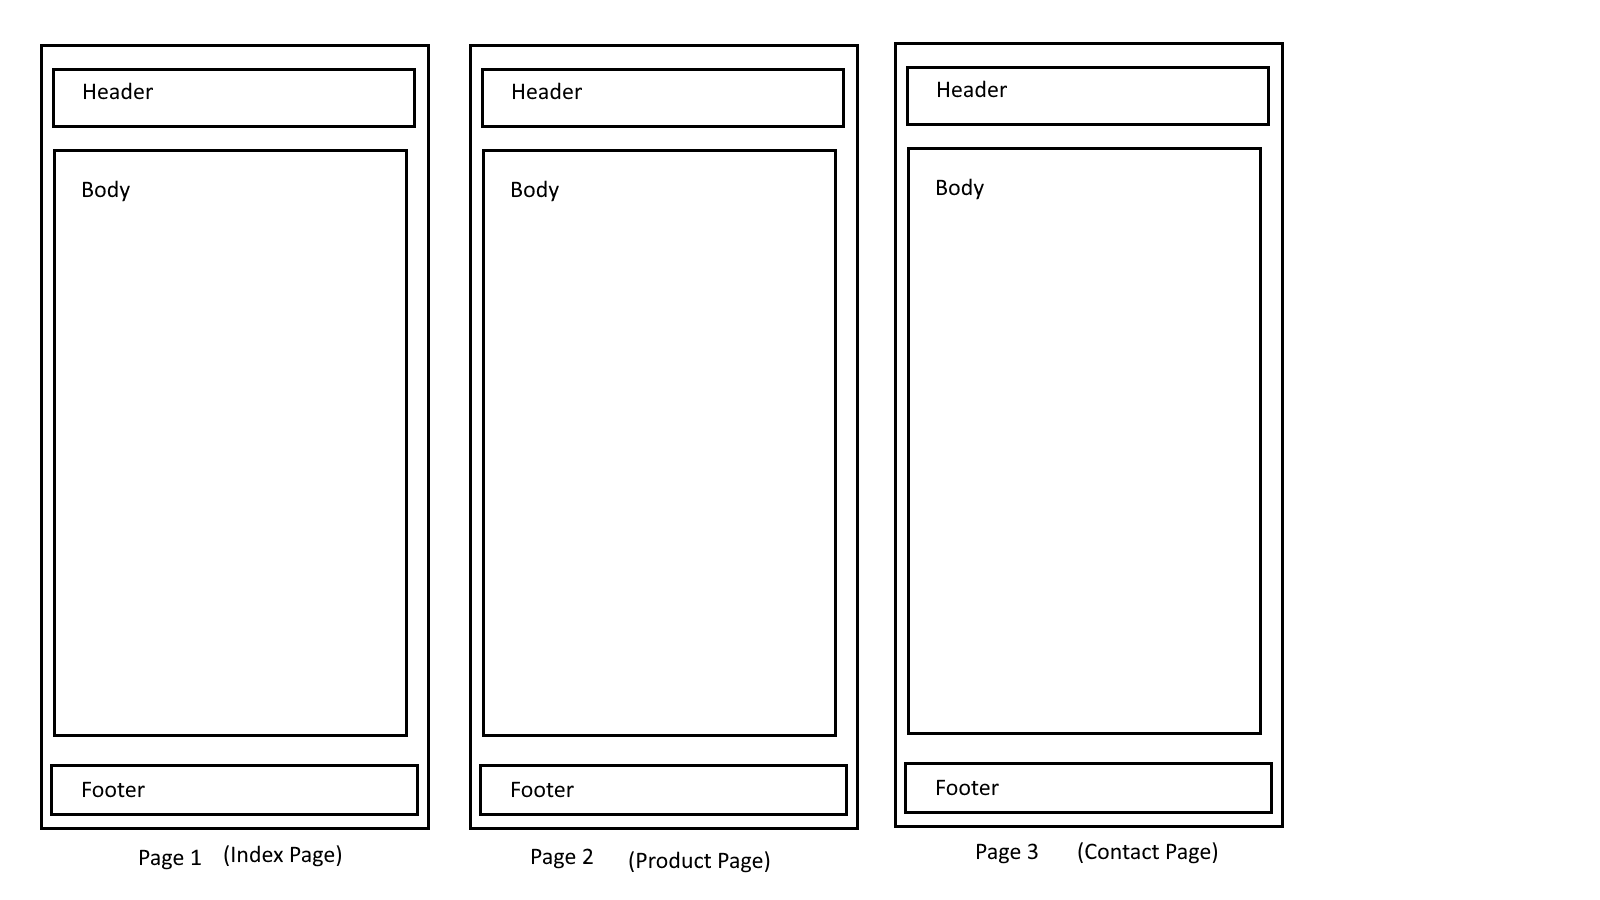 Header
Body
Footer
Page 1 (Index Page)
Header
Body
Footer
Page 2 (Product Page)
Header
Body
Footer
Page 3 (Contact Page)